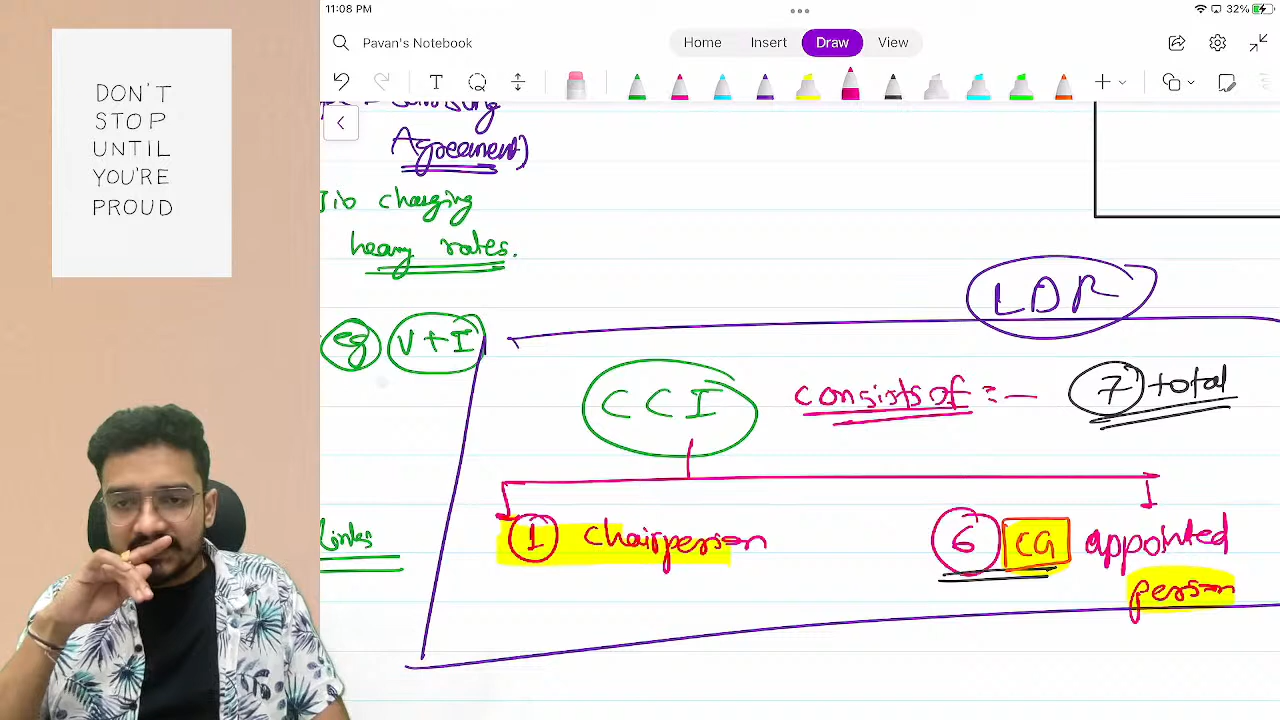 11:08 PM
32%
DON'T
STOP
UNTIL
YOU'RE
PROUD
Pavan's Notebook
Home Insert Draw View
Agreement)
charging
heavy rates.
LDR
eg V+I
CCI consists of :- 7 total
Links
1 chairperson
6 CG appointed
person